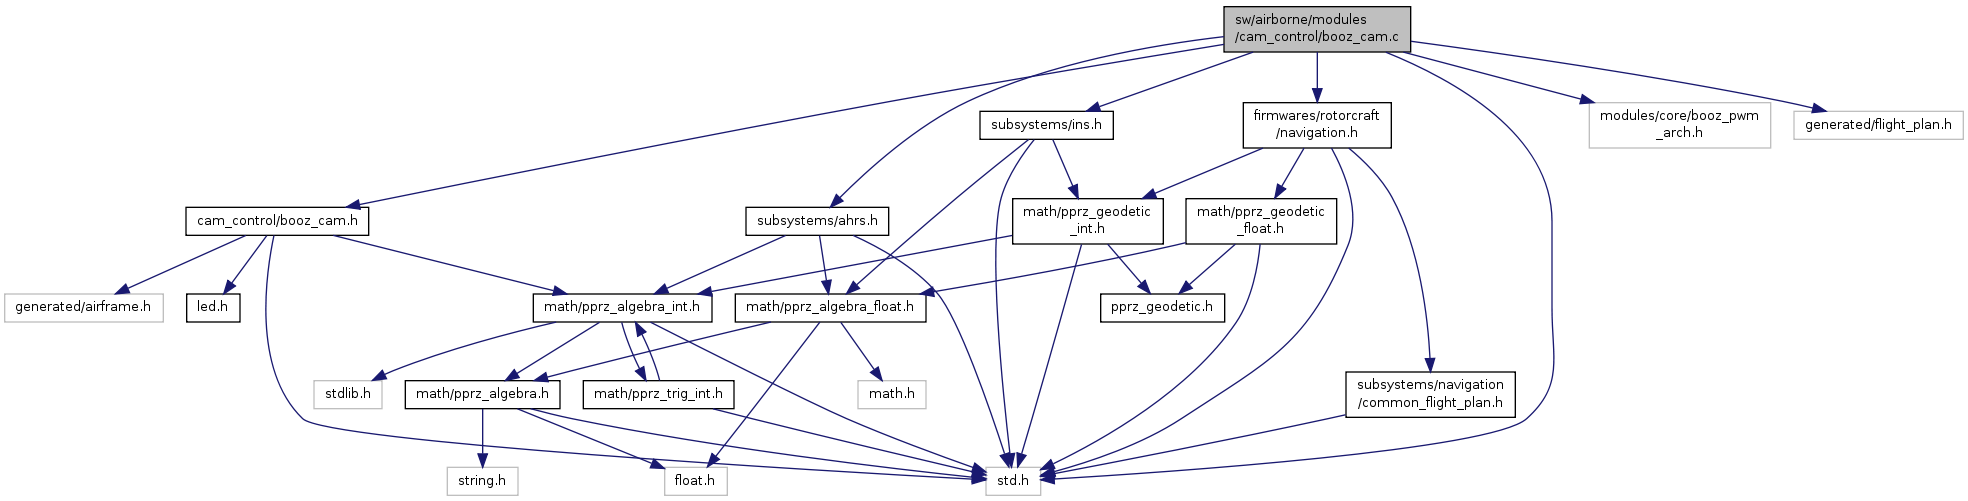 sw/airborne/modules
/cam_control/booz_cam.c
subsystems/ins.h
firmwares/rotorcraft
/navigation.h
modules/core/booz_pwm
_arch.h
generated/flight_plan.h
cam_control/booz_cam.h
subsystems/ahrs.h
math/pprz_geodetic
_int.h
math/pprz_geodetic
_float.h
generated/airframe.h
led.h
math/pprz_algebra_int.h
math/pprz_algebra_float.h
pprz_geodetic.h
stdlib.h
math/pprz_algebra.h
math/pprz_trig_int.h
math.h
subsystems/navigation
/common_flight_plan.h
string.h
float.h
std.h